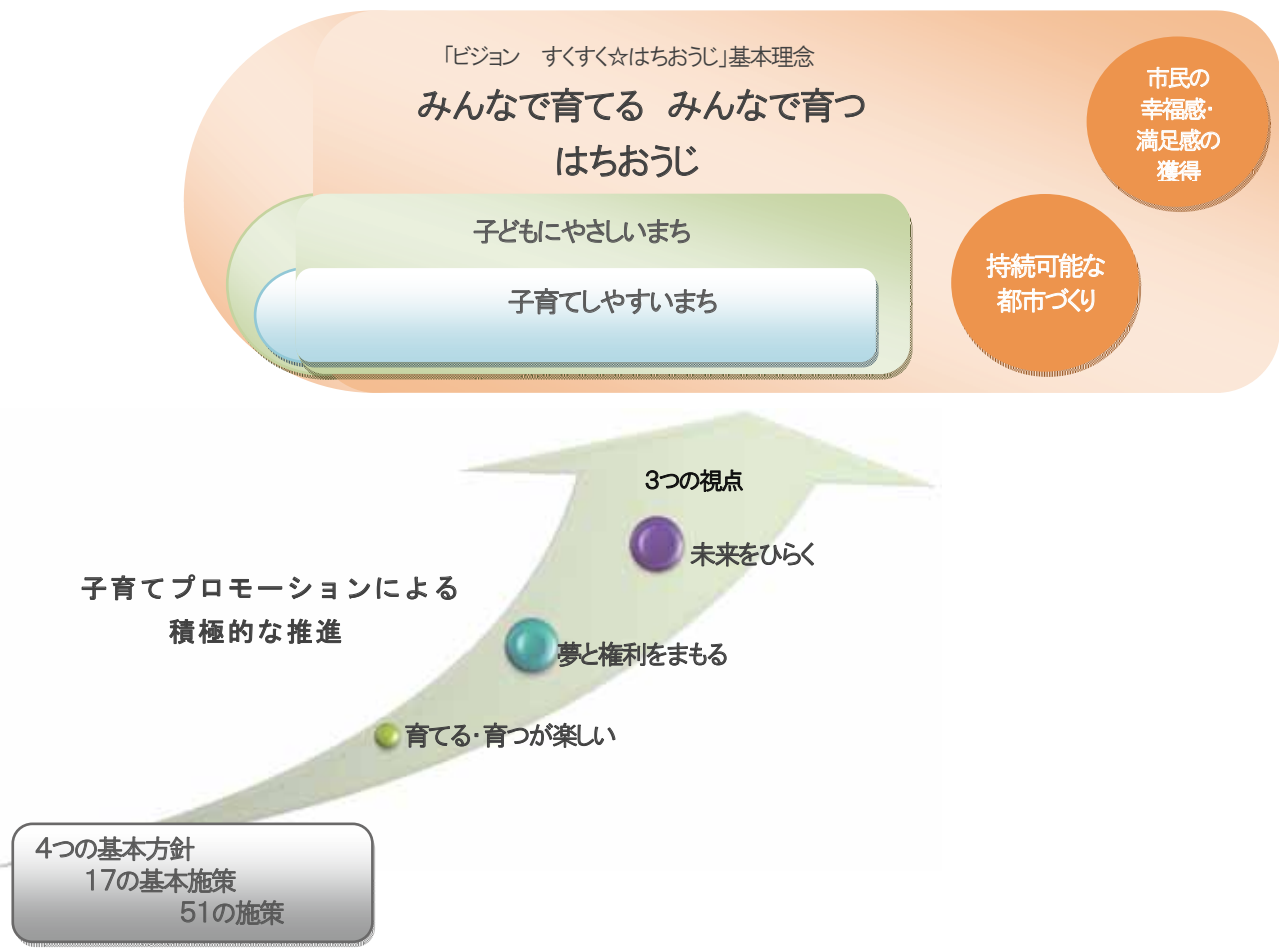 「ビジョン　すくすく☆はちおうじ」基本理念
みんなで育てる　みんなで育つ
はちおうじ
市民の
幸福感・
満足感の
獲得
子どもにやさしいまち
持続可能な
都市づくり
子育てしやすいまち
3つの視点
未来をひらく
子育てプロモーションによる
積極的な推進
夢と権利をまもる
育てる・育つが楽しい
4つの基本方針
17の基本施策
51の施策